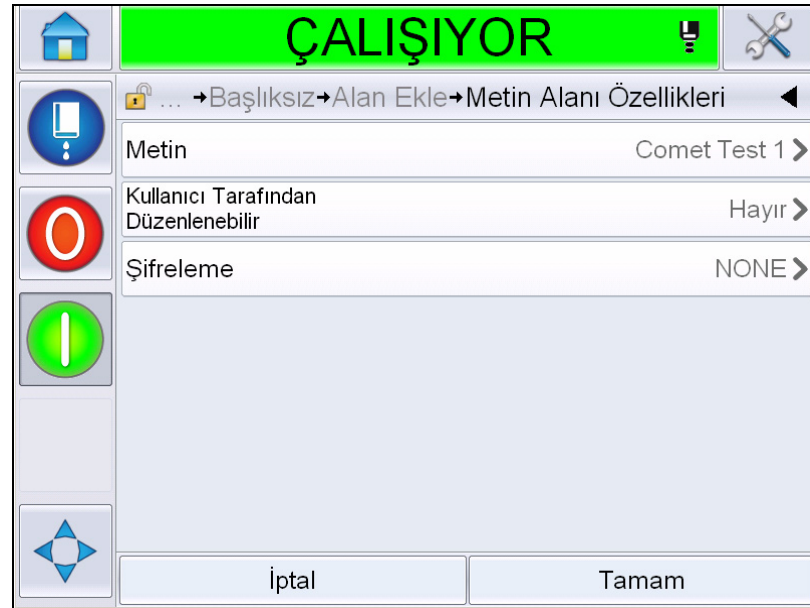 ÇALIŞIYOR
... →Başlıksız→Alan Ekle→Metin Alanı Özellikleri
Metin
Comet Test 1
Kullanıcı Tarafından
Düzenlenebilir
Hayır
Şifreleme
NONE
İptal
Tamam